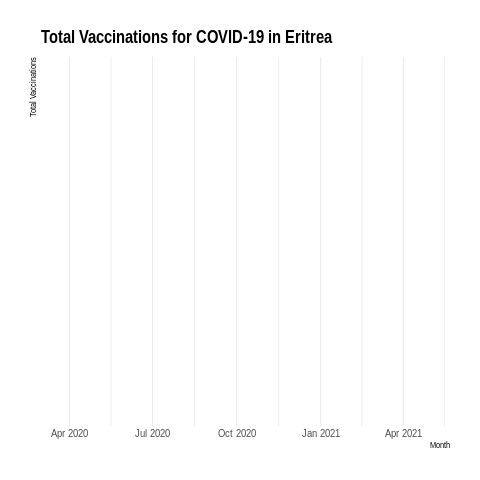 Total Vaccinations for COVID-19 in Eritrea
Total Vaccinations
Apr 2020
Jul 2020
Oct 2020
Jan 2021
Apr 2021
Month